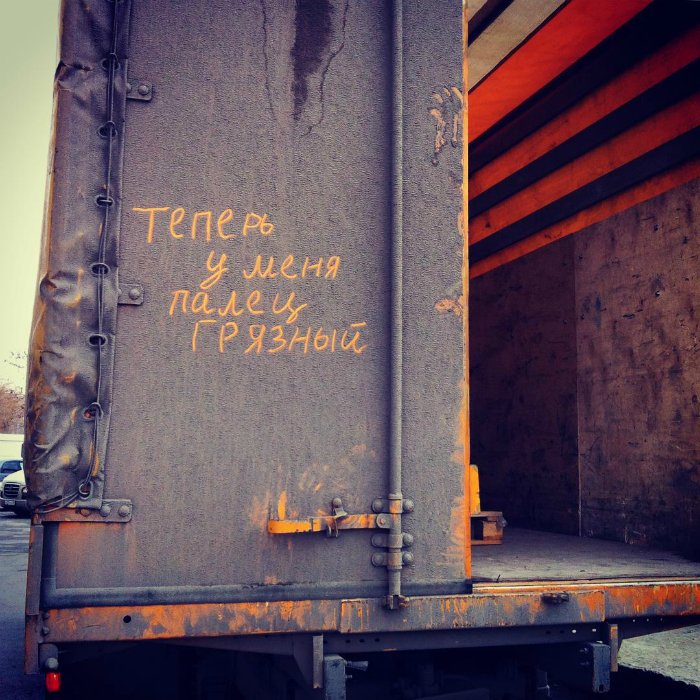 Теперь
у меня
палец
грязный